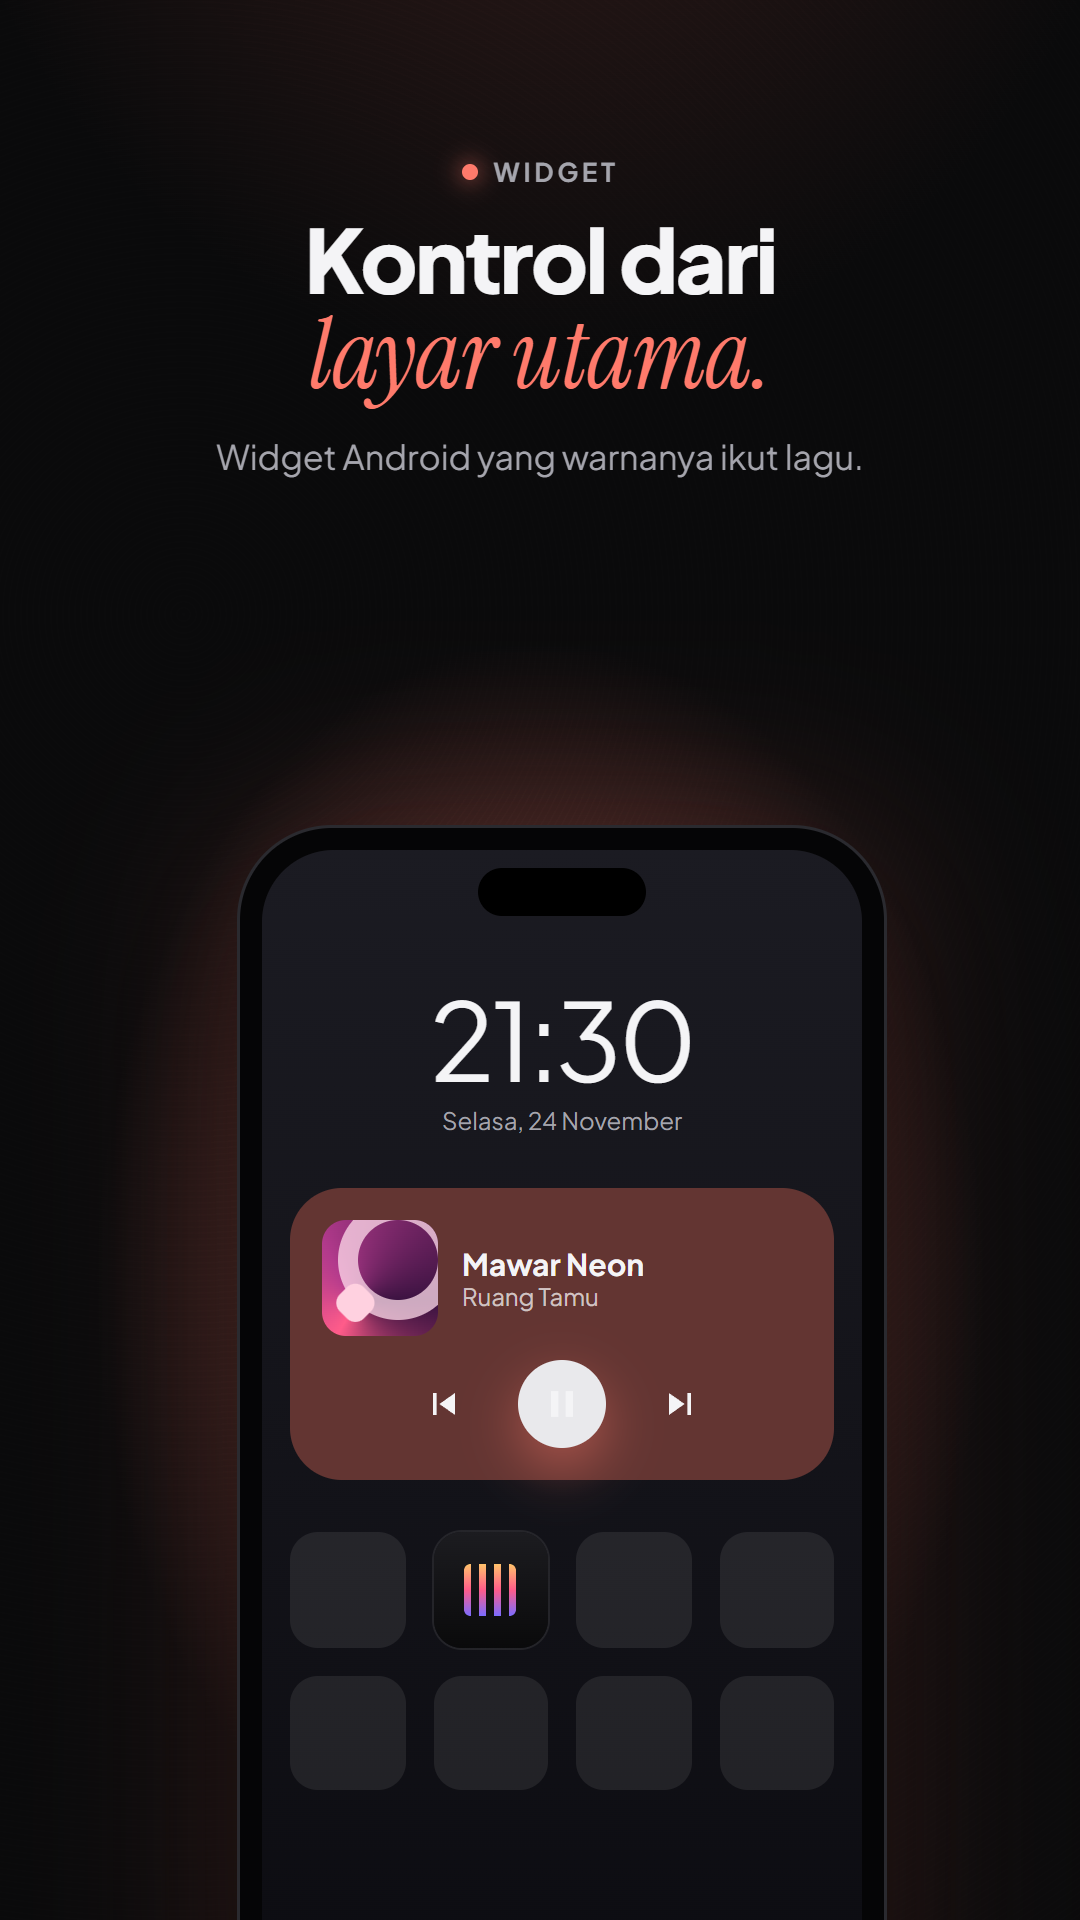 WIDGET
Kontrol dari
layar utama.
Widget Android yang warnanya ikut lagu.
21:30
Selasa, 24 November
Mawar Neon
Ruang Tamu